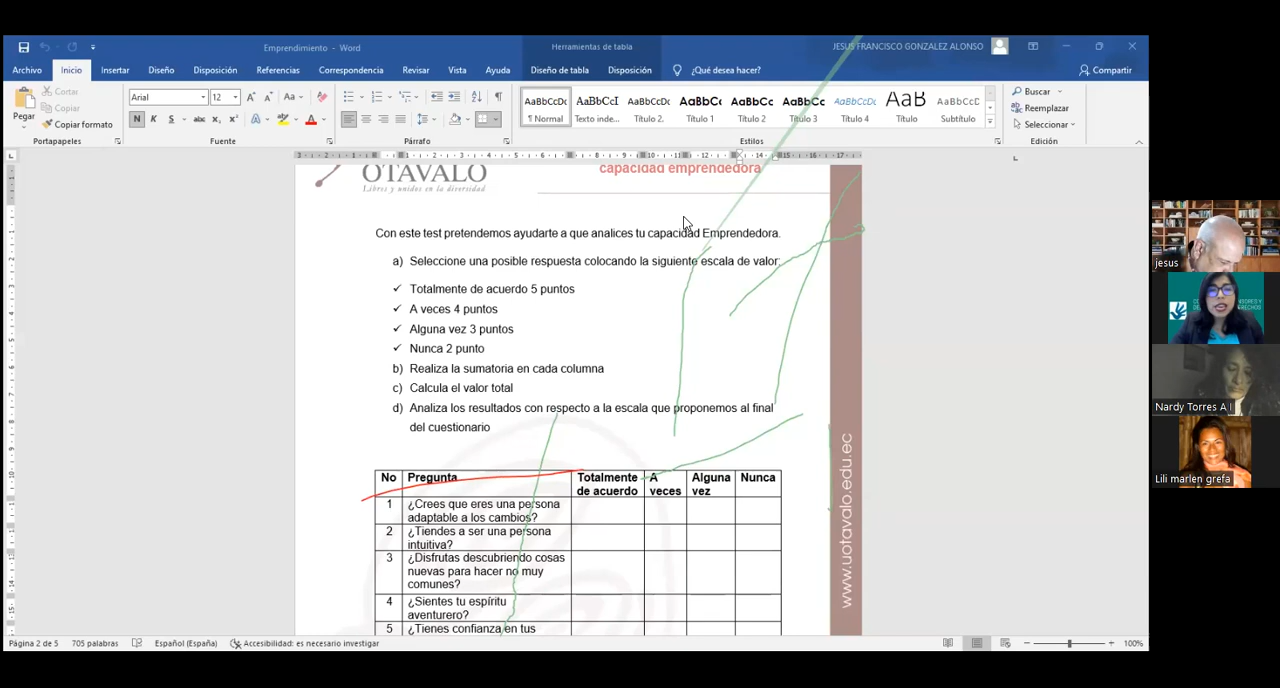 Emprendimiento - Word
Herramientas de tabla
JESUS FRANCISCO GONZALEZ ALONSO
Archivo Inicio Insertar Diseño Disposición Referencias Correspondencia Revisar Vista Ayuda Diseño de tabla Disposición ¿Qué desea hacer? Compartir
Pegar
Cortar
Copiar
Copiar formato
Portapapeles
Arial 12
Fuente
Párrafo
AaBbCcDc AaBbCcI AaBbCcDc AaBbCc AaBbCc AaBbCc AaBbCcDc AaB AaBbCcD
¶ Normal Texto inde... Título 2. Título 1 Título 2 Título 3 Título 4 Título Subtítulo
Estilos
Buscar
Reemplazar
Seleccionar
Edición
OTAVALO
Libres y unidos en la diversidad
capacidad emprendedora
Con este test pretendemos ayudarte a que analices tu capacidad Emprendedora.
a) Seleccione una posible respuesta colocando la siguiente escala de valor:
✓ Totalmente de acuerdo 5 puntos
✓ A veces 4 puntos
✓ Alguna vez 3 puntos
✓ Nunca 2 punto
b) Realiza la sumatoria en cada columna
c) Calcula el valor total
d) Analiza los resultados con respecto a la escala que proponemos al final
del cuestionario
No Pregunta Totalmente de acuerdo A veces Alguna vez Nunca
1 ¿Crees que eres una persona
adaptable a los cambios?
2 ¿Tiendes a ser una persona
intuitiva?
3 ¿Disfrutas descubriendo cosas
nuevas para hacer no muy
comunes?
4 ¿Sientes tu espíritu
aventurero?
5 ¿Tienes confianza en tus
www.uotavalo.edu.ec
Página 2 de 5 705 palabras Español (España) Accesibilidad: es necesario investigar 100%
jesus
Nardy Torres A I
Lili marlen grefa